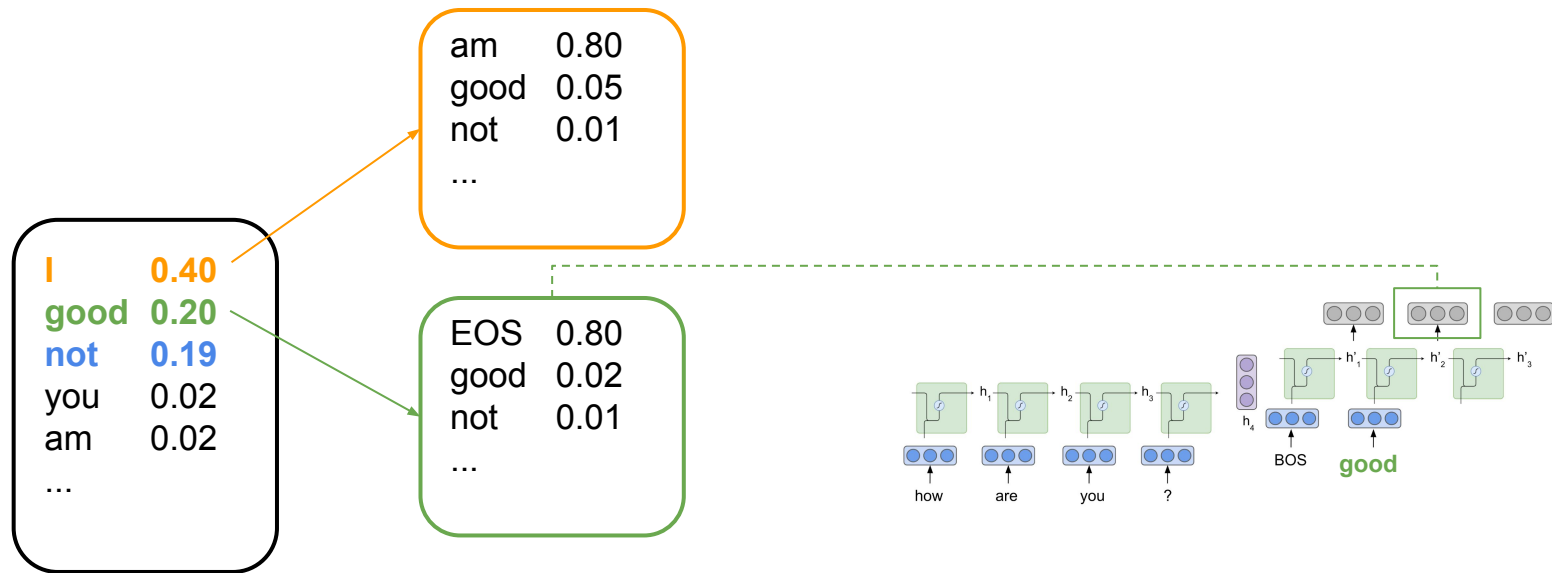 am 0.80
good 0.05
not 0.01
...
I 0.40
good 0.20
not 0.19
you 0.02
am 0.02
...
EOS 0.80
good 0.02
not 0.01
...
h'₁ h'₂ h'₃
h₁ h₂ h₃
h₄
BOS good
how are you ?